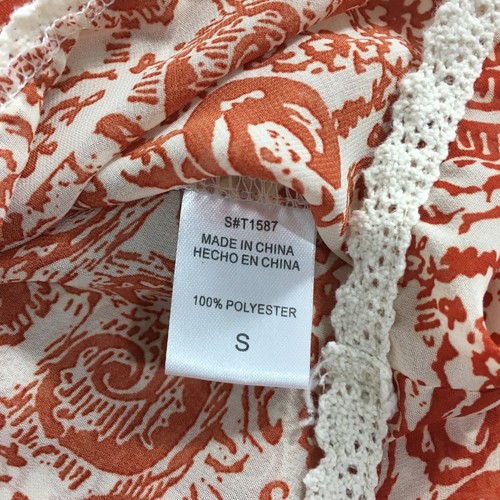 S#T1587
MADE IN CHINA
HECHO EN CHINA
100% POLYESTER
S